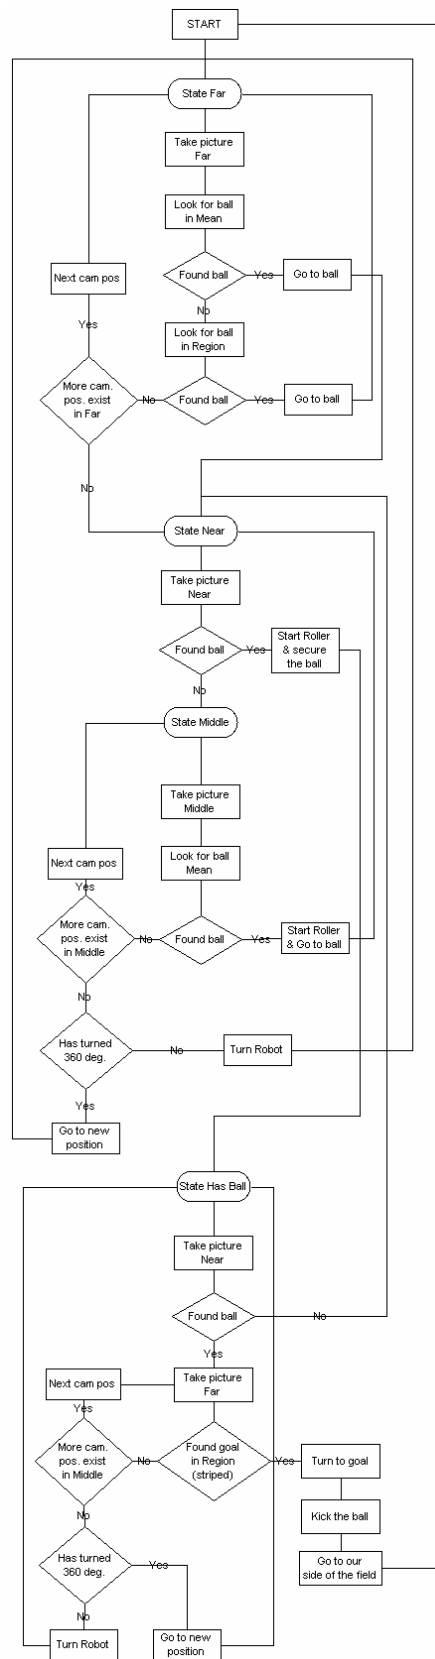 START
State Far
Take picture
Far
Look for ball
in Mean
Found ball
Yes
Go to ball
Next cam pos
No
Yes
Look for ball
in Region
More cam.
pos. exist
in Far
No
Found ball
Yes
Go to ball
No
State Near
Take picture
Near
Found ball
Yes
Start Roller
& secure
the ball
No
State Middle
Take picture
Middle
Next cam pos
Look for ball
Mean
Yes
More cam.
pos. exist
in Middle
No
Found ball
Yes
Start Roller
& Go to ball
No
Has turned
360 deg.
No
Turn Robot
Yes
Go to new
position
State Has Ball
Take picture
Near
Found ball
No
Yes
Next cam pos
Take picture
Far
Yes
More cam.
pos. exist
in Middle
No
Found goal
in Region
(striped)
Yes
Turn to goal
No
Kick the ball
Has turned
360 deg.
Yes
Go to our
side of the field
No
Turn Robot
Go to new
position